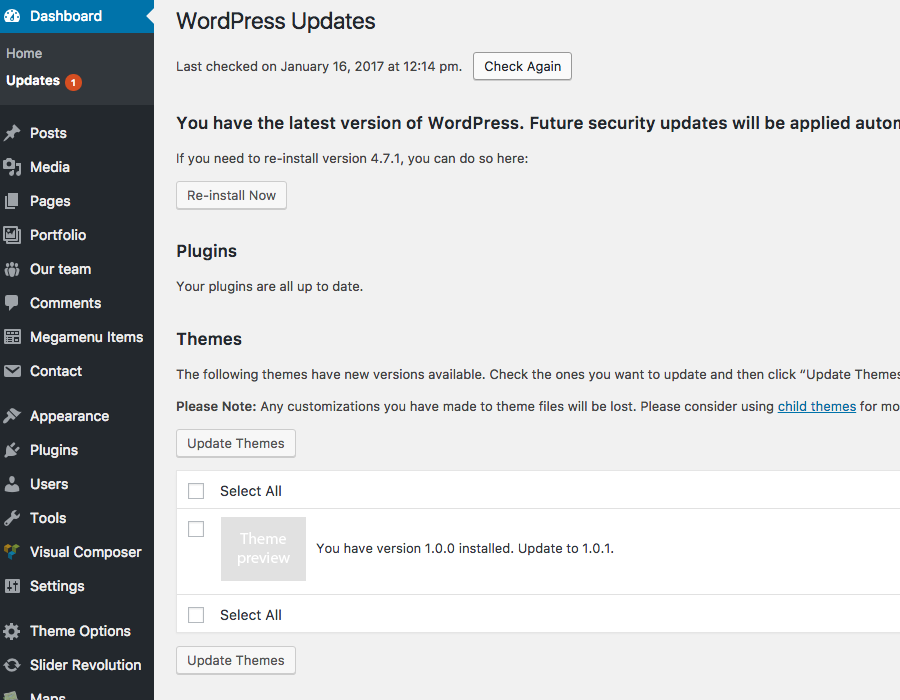 Dashboard
Home
Updates 1
Posts
Media
Pages
Portfolio
Our team
Comments
Megamenu Items
Contact
Appearance
Plugins
Users
Tools
Visual Composer
Settings
Theme Options
Slider Revolution
Maps
WordPress Updates
Last checked on January 16, 2017 at 12:14 pm. Check Again
You have the latest version of WordPress. Future security updates will be applied autom
If you need to re-install version 4.7.1, you can do so here:
Re-install Now
Plugins
Your plugins are all up to date.
Themes
The following themes have new versions available. Check the ones you want to update and then click “Update Themes
Please Note: Any customizations you have made to theme files will be lost. Please consider using child themes for mo
Update Themes
Select All
Theme
preview
You have version 1.0.0 installed. Update to 1.0.1.
Select All
Update Themes